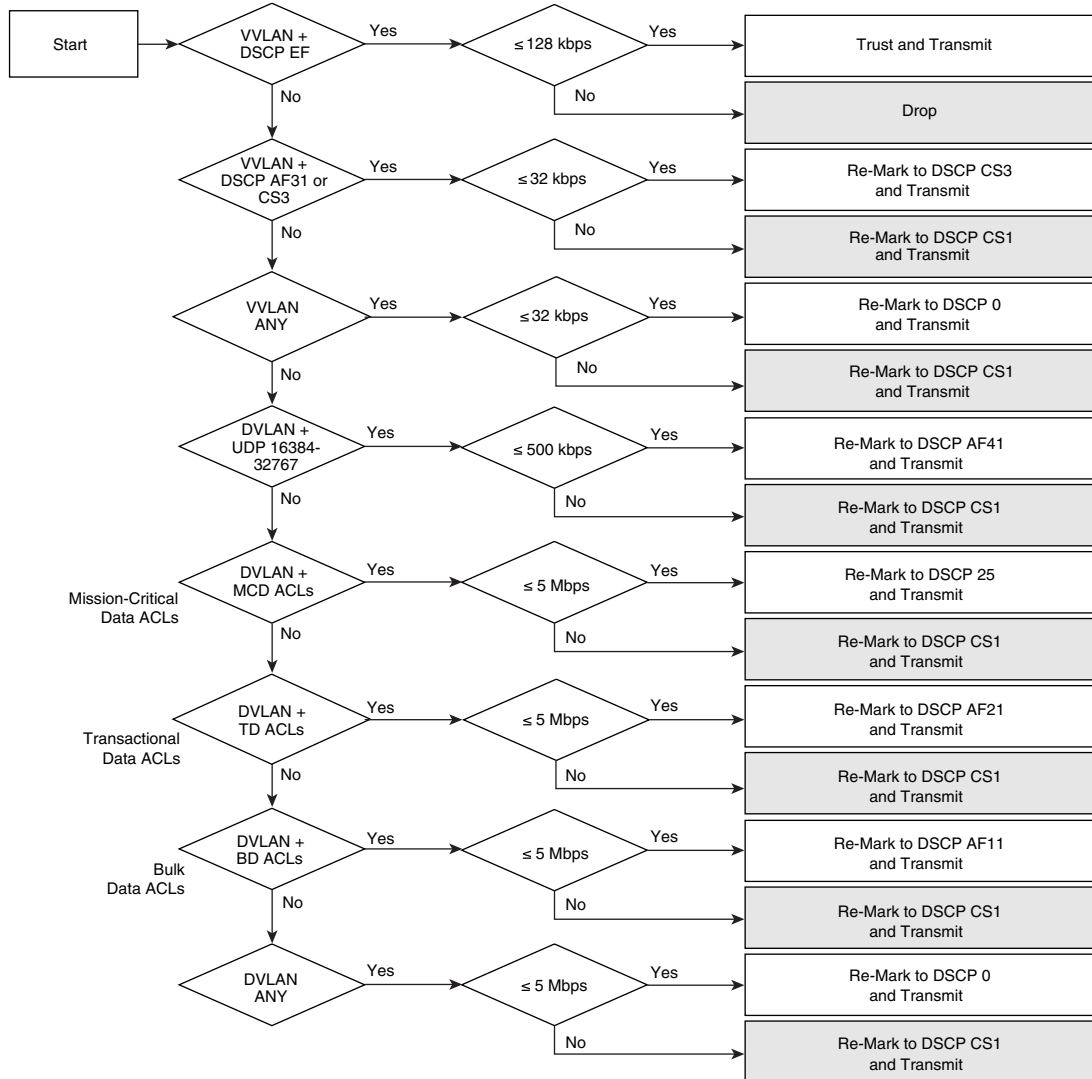 Start
VVLAN +
DSCP EF
Yes
≤ 128 kbps
Yes
Trust and Transmit
No
No
Drop
VVLAN +
DSCP AF31 or
CS3
Yes
≤ 32 kbps
Yes
Re-Mark to DSCP CS3
and Transmit
No
No
Re-Mark to DSCP CS1
and Transmit
VVLAN
ANY
Yes
≤ 32 kbps
Yes
Re-Mark to DSCP 0
and Transmit
No
No
Re-Mark to DSCP CS1
and Transmit
DVLAN +
UDP 16384-
32767
Yes
≤ 500 kbps
Yes
Re-Mark to DSCP AF41
and Transmit
No
No
Re-Mark to DSCP CS1
and Transmit
Mission-Critical
Data ACLs
DVLAN +
MCD ACLs
Yes
≤ 5 Mbps
Yes
Re-Mark to DSCP 25
and Transmit
No
No
Re-Mark to DSCP CS1
and Transmit
Transactional
Data ACLs
DVLAN +
TD ACLs
Yes
≤ 5 Mbps
Yes
Re-Mark to DSCP AF21
and Transmit
No
No
Re-Mark to DSCP CS1
and Transmit
Bulk
Data ACLs
DVLAN +
BD ACLs
Yes
≤ 5 Mbps
Yes
Re-Mark to DSCP AF11
and Transmit
No
No
Re-Mark to DSCP CS1
and Transmit
DVLAN
ANY
Yes
≤ 5 Mbps
Yes
Re-Mark to DSCP 0
and Transmit
No
Re-Mark to DSCP CS1
and Transmit